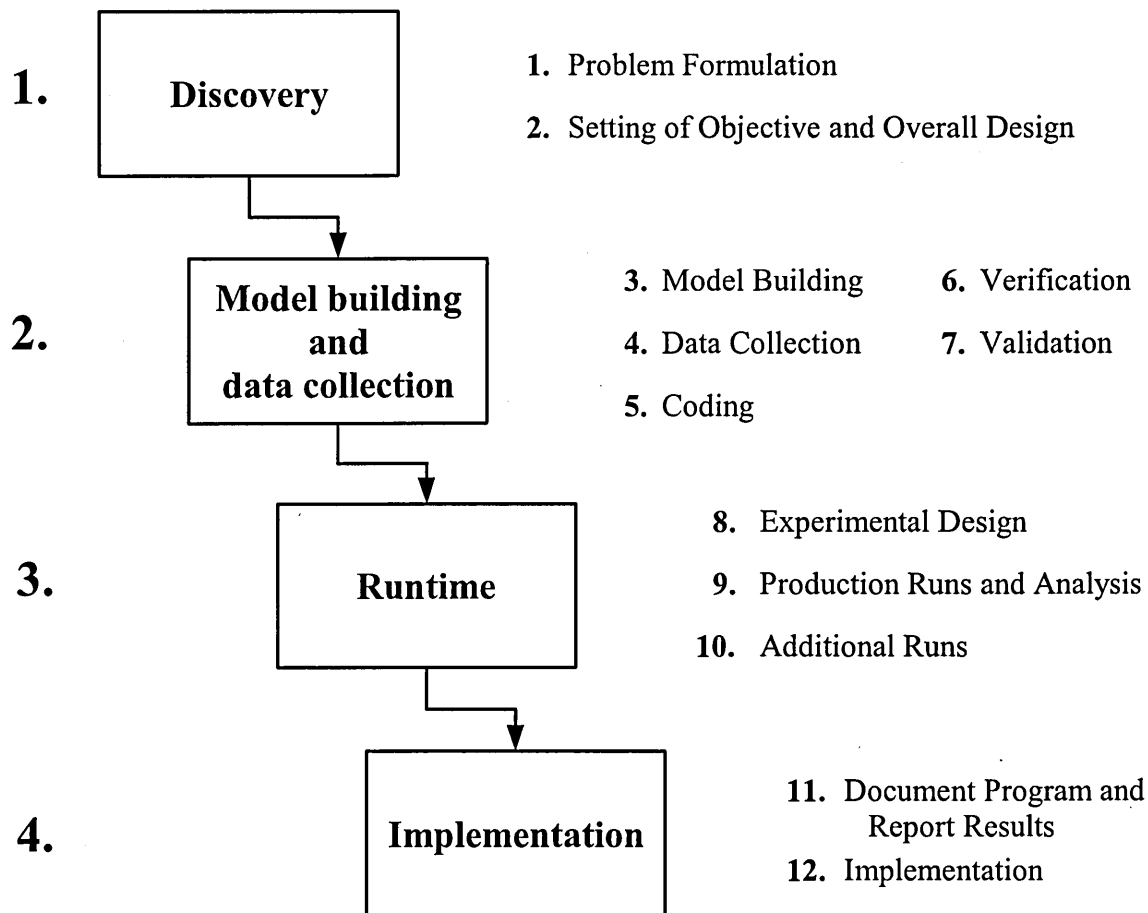 1.
Discovery
1. Problem Formulation
2. Setting of Objective and Overall Design
2.
Model building
and
data collection
3. Model Building
4. Data Collection
5. Coding
6. Verification
7. Validation
3.
Runtime
8. Experimental Design
9. Production Runs and Analysis
10. Additional Runs
4.
Implementation
11. Document Program and
Report Results
12. Implementation